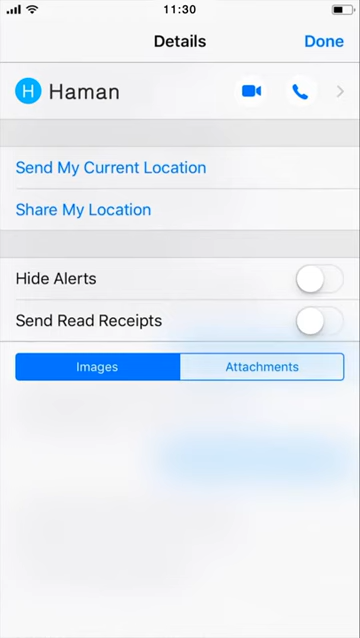 11:30
Details
Done
H Haman
Send My Current Location
Share My Location
Hide Alerts
Send Read Receipts
Images
Attachments